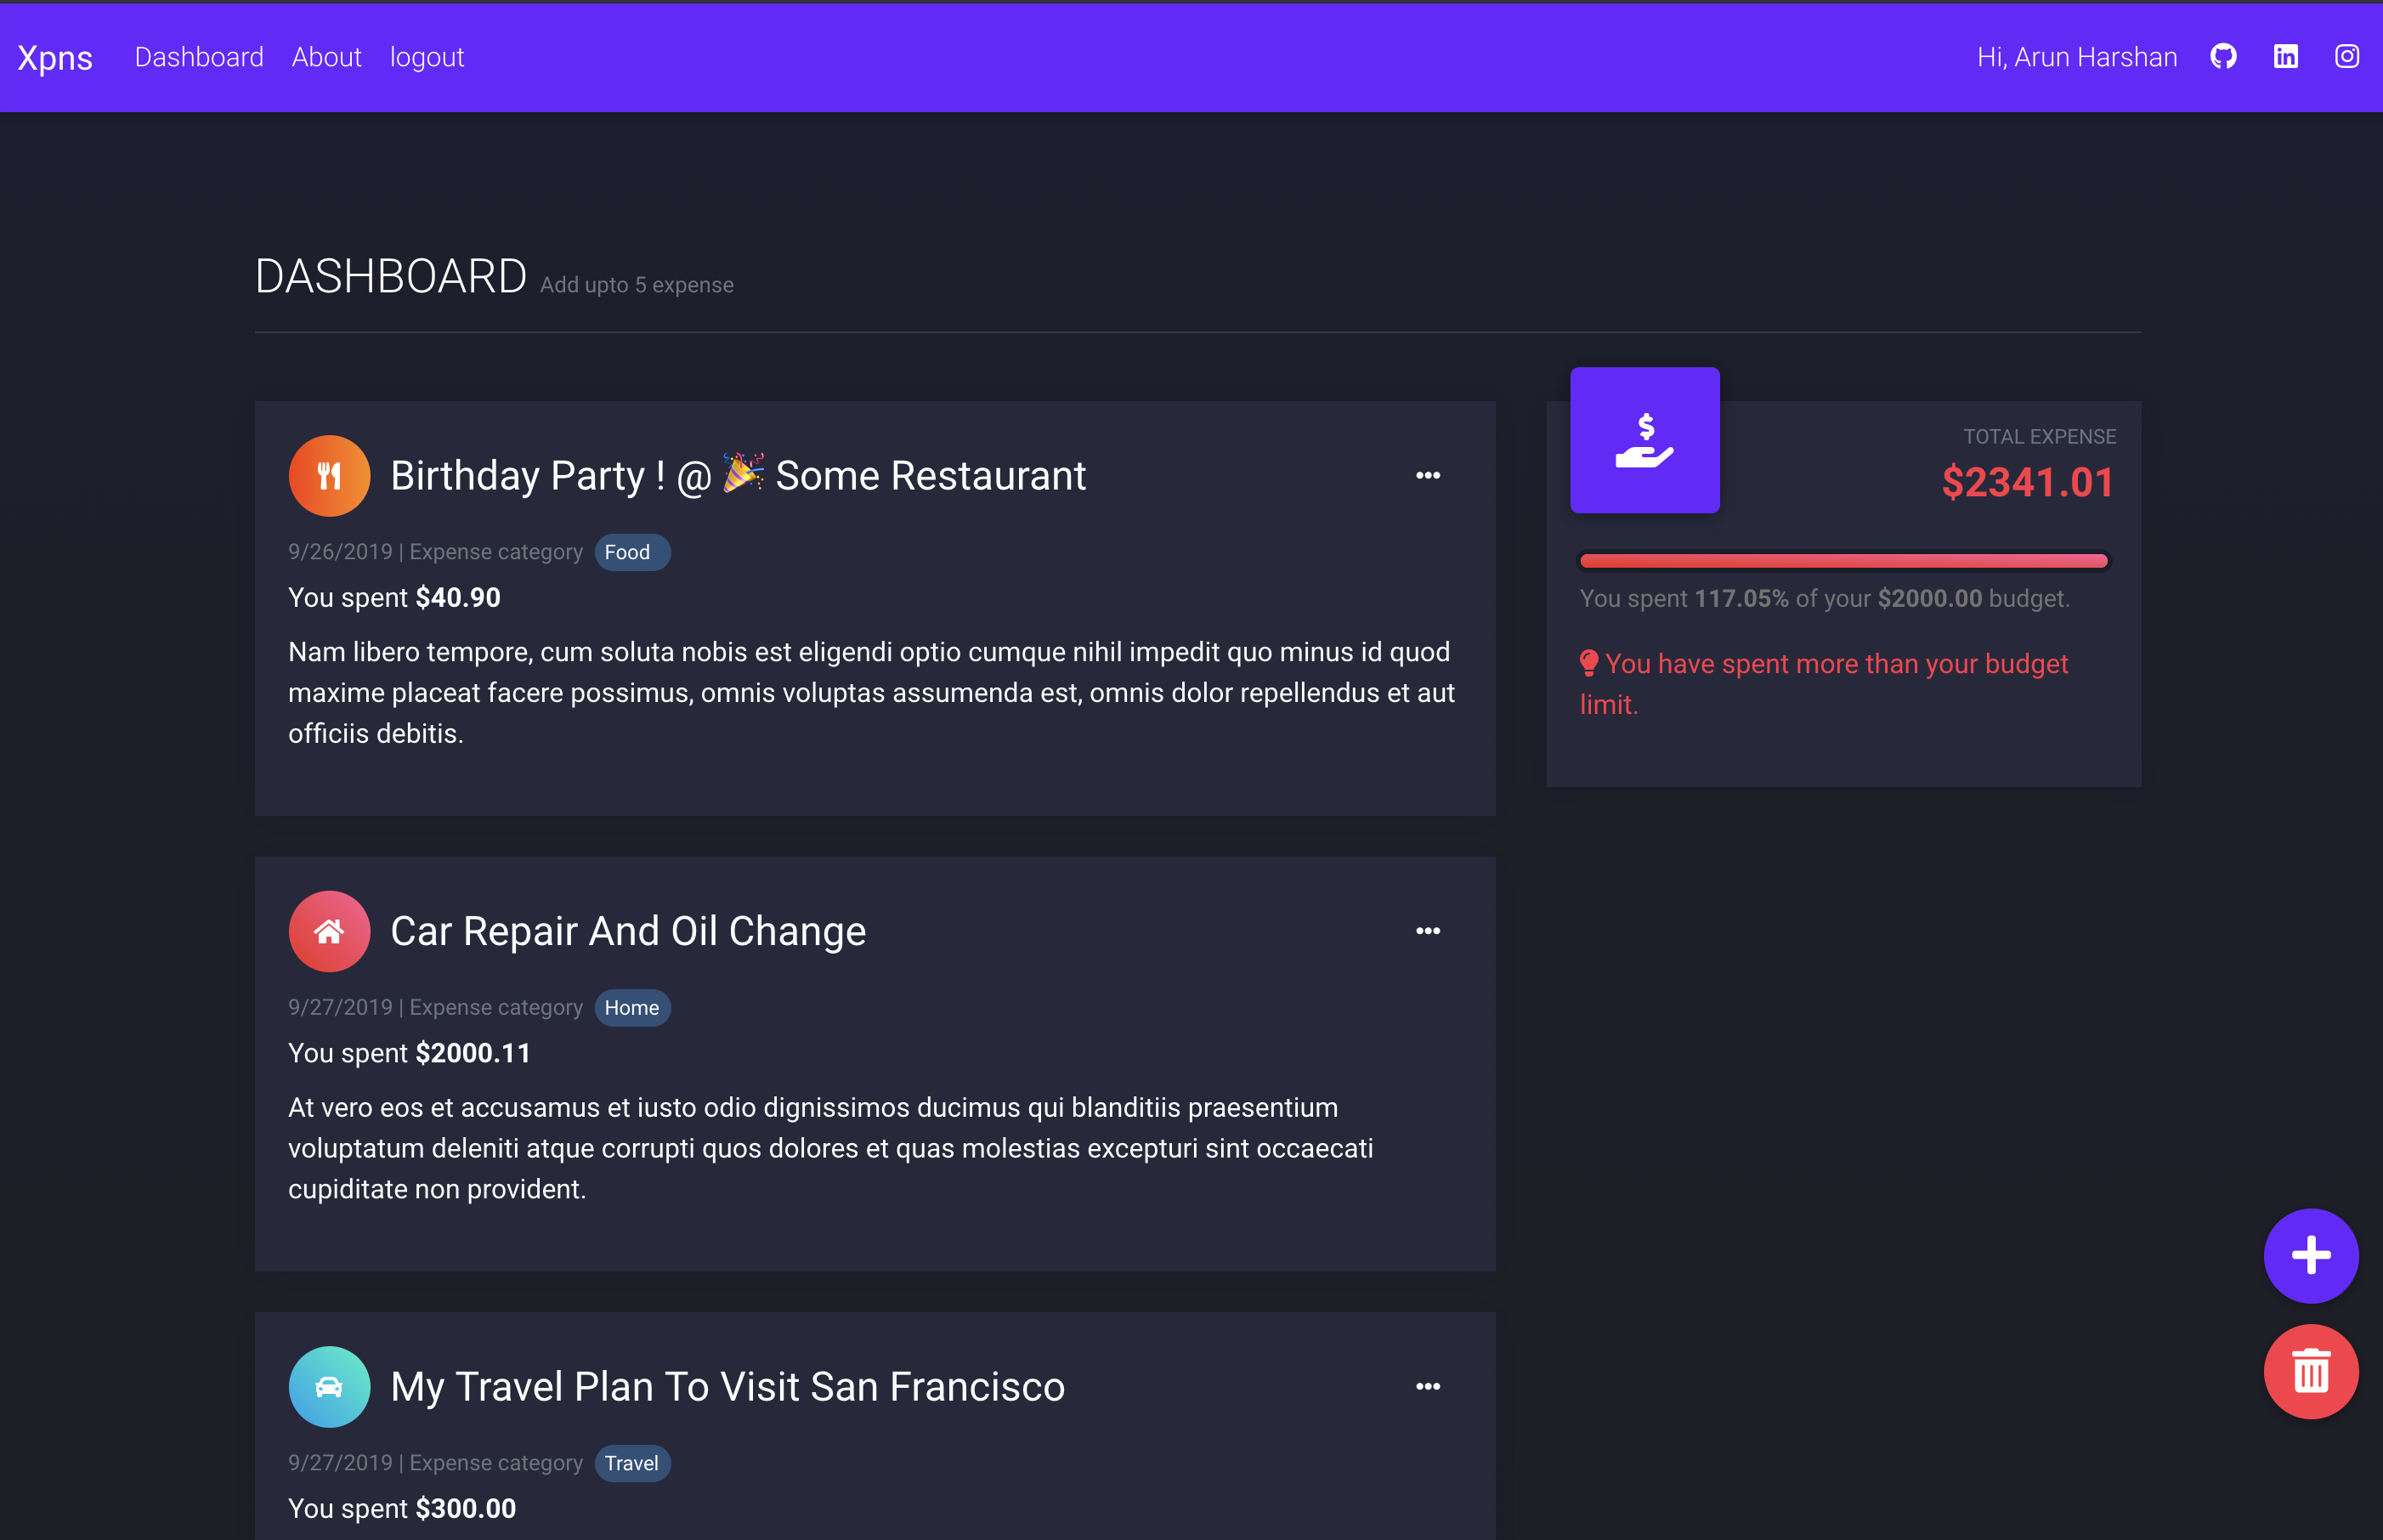 Xpns Dashboard About logout Hi, Arun Harshan
DASHBOARD Add upto 5 expense
Birthday Party ! @ 🎉 Some Restaurant
9/26/2019 | Expense category Food
You spent $40.90
Nam libero tempore, cum soluta nobis est eligendi optio cumque nihil impedit quo minus id quod
maxime placeat facere possimus, omnis voluptas assumenda est, omnis dolor repellendus et aut
officiis debitis.
TOTAL EXPENSE
$2341.01
You spent 117.05% of your $2000.00 budget.
You have spent more than your budget
limit.
Car Repair And Oil Change
9/27/2019 | Expense category Home
You spent $2000.11
At vero eos et accusamus et iusto odio dignissimos ducimus qui blanditiis praesentium
voluptatum deleniti atque corrupti quos dolores et quas molestias excepturi sint occaecati
cupiditate non provident.
My Travel Plan To Visit San Francisco
9/27/2019 | Expense category Travel
You spent $300.00